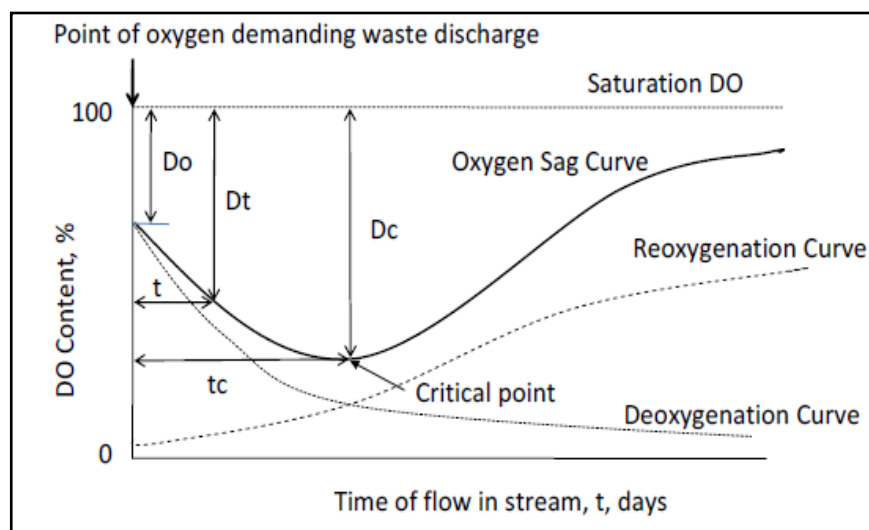 Point of oxygen demanding waste discharge
Saturation DO
100
Do
Oxygen Sag Curve
Dt
Dc
Reoxygenation Curve
t
DO Content, %
tc
Critical point
Deoxygenation Curve
0
Time of flow in stream, t, days